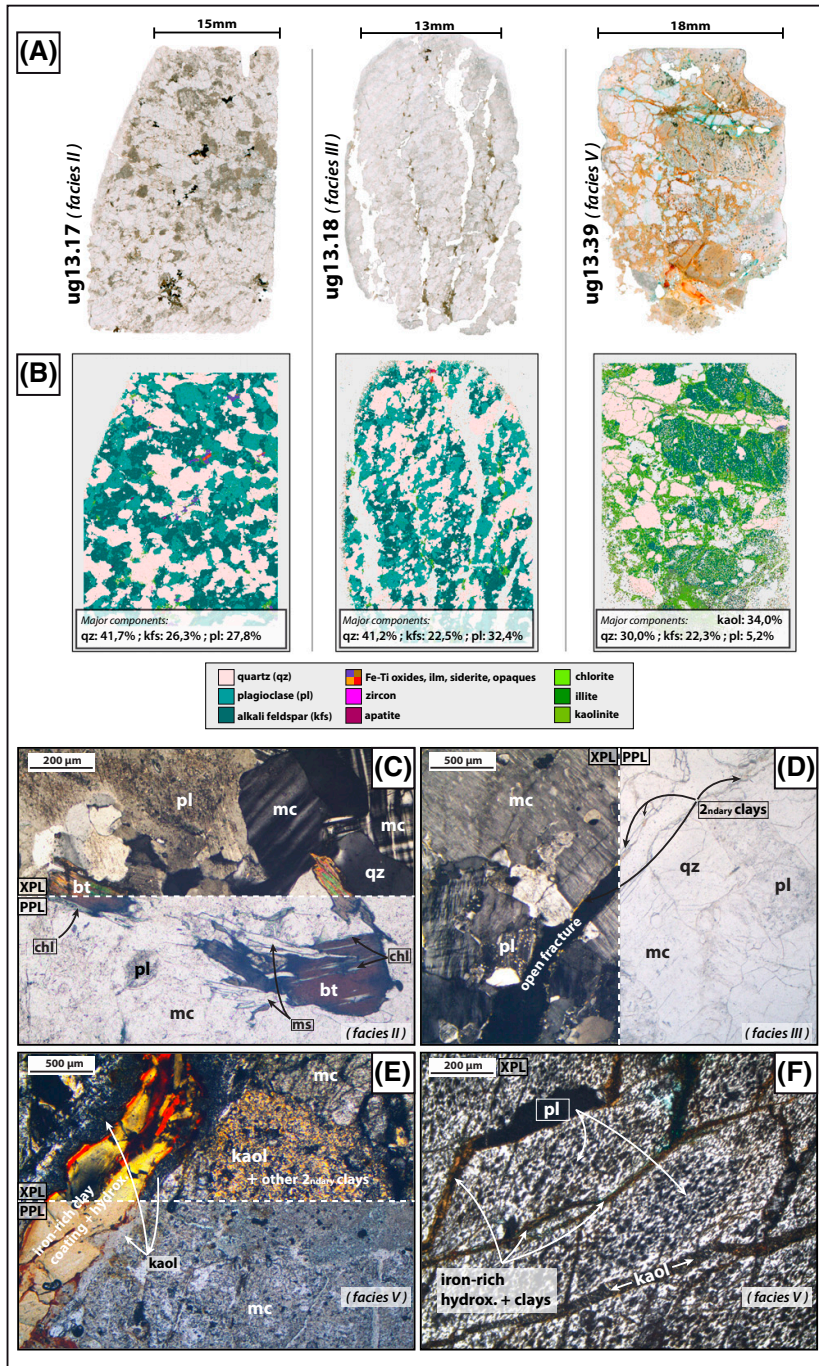 15mm
13mm
18mm
(A)
ug13.17 ( facies II )
ug13.18 ( facies III )
ug13.39 ( facies V )
(B)
Major components:
qz: 41,7% ; kfs: 26,3% ; pl: 27,8%
Major components:
qz: 41,2% ; kfs: 22,5% ; pl: 32,4%
Major components: kaol: 34,0%
qz: 30,0% ; kfs: 22,3% ; pl: 5,2%
quartz (qz)
plagioclase (pl)
alkali feldspar (kfs)
Fe-Ti oxides, ilm, siderite, opaques
zircon
apatite
chlorite
illite
kaolinite
200 µm
(C)
pl
mc
mc
qz
bt
XPL
PPL
chl
pl
chl
bt
mc
ms
( facies II )
500 µm
XPL
PPL
(D)
mc
2ndary clays
qz
pl
pl
open fracture
mc
( facies III )
500 µm
(E)
mc
kaol
+ other 2ndary clays
XPL
PPL
iron-rich clay
coating + hydrox.
kaol
mc
( facies V )
200 µm
XPL
(F)
pl
iron-rich
hydrox. + clays
kaol
( facies V )